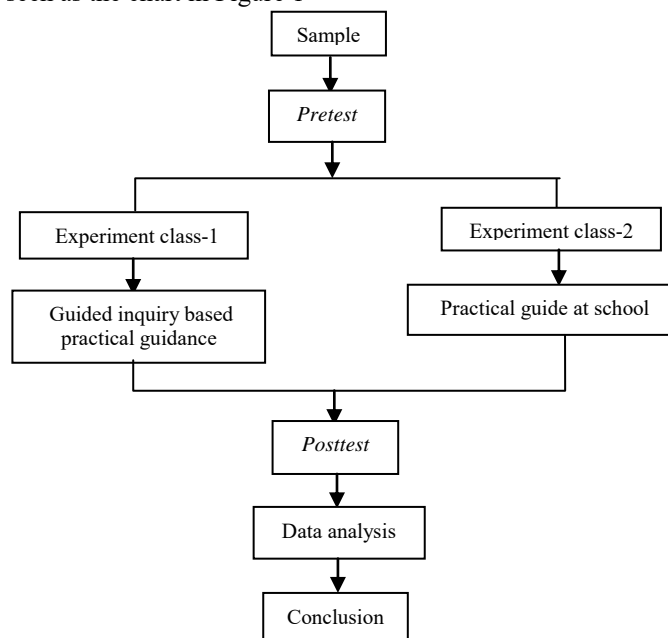 seen as the chart in Figure 1
Sample
Pretest
Experiment class-1
Experiment class-2
Guided inquiry based
practical guidance
Practical guide at school
Posttest
Data analysis
Conclusion